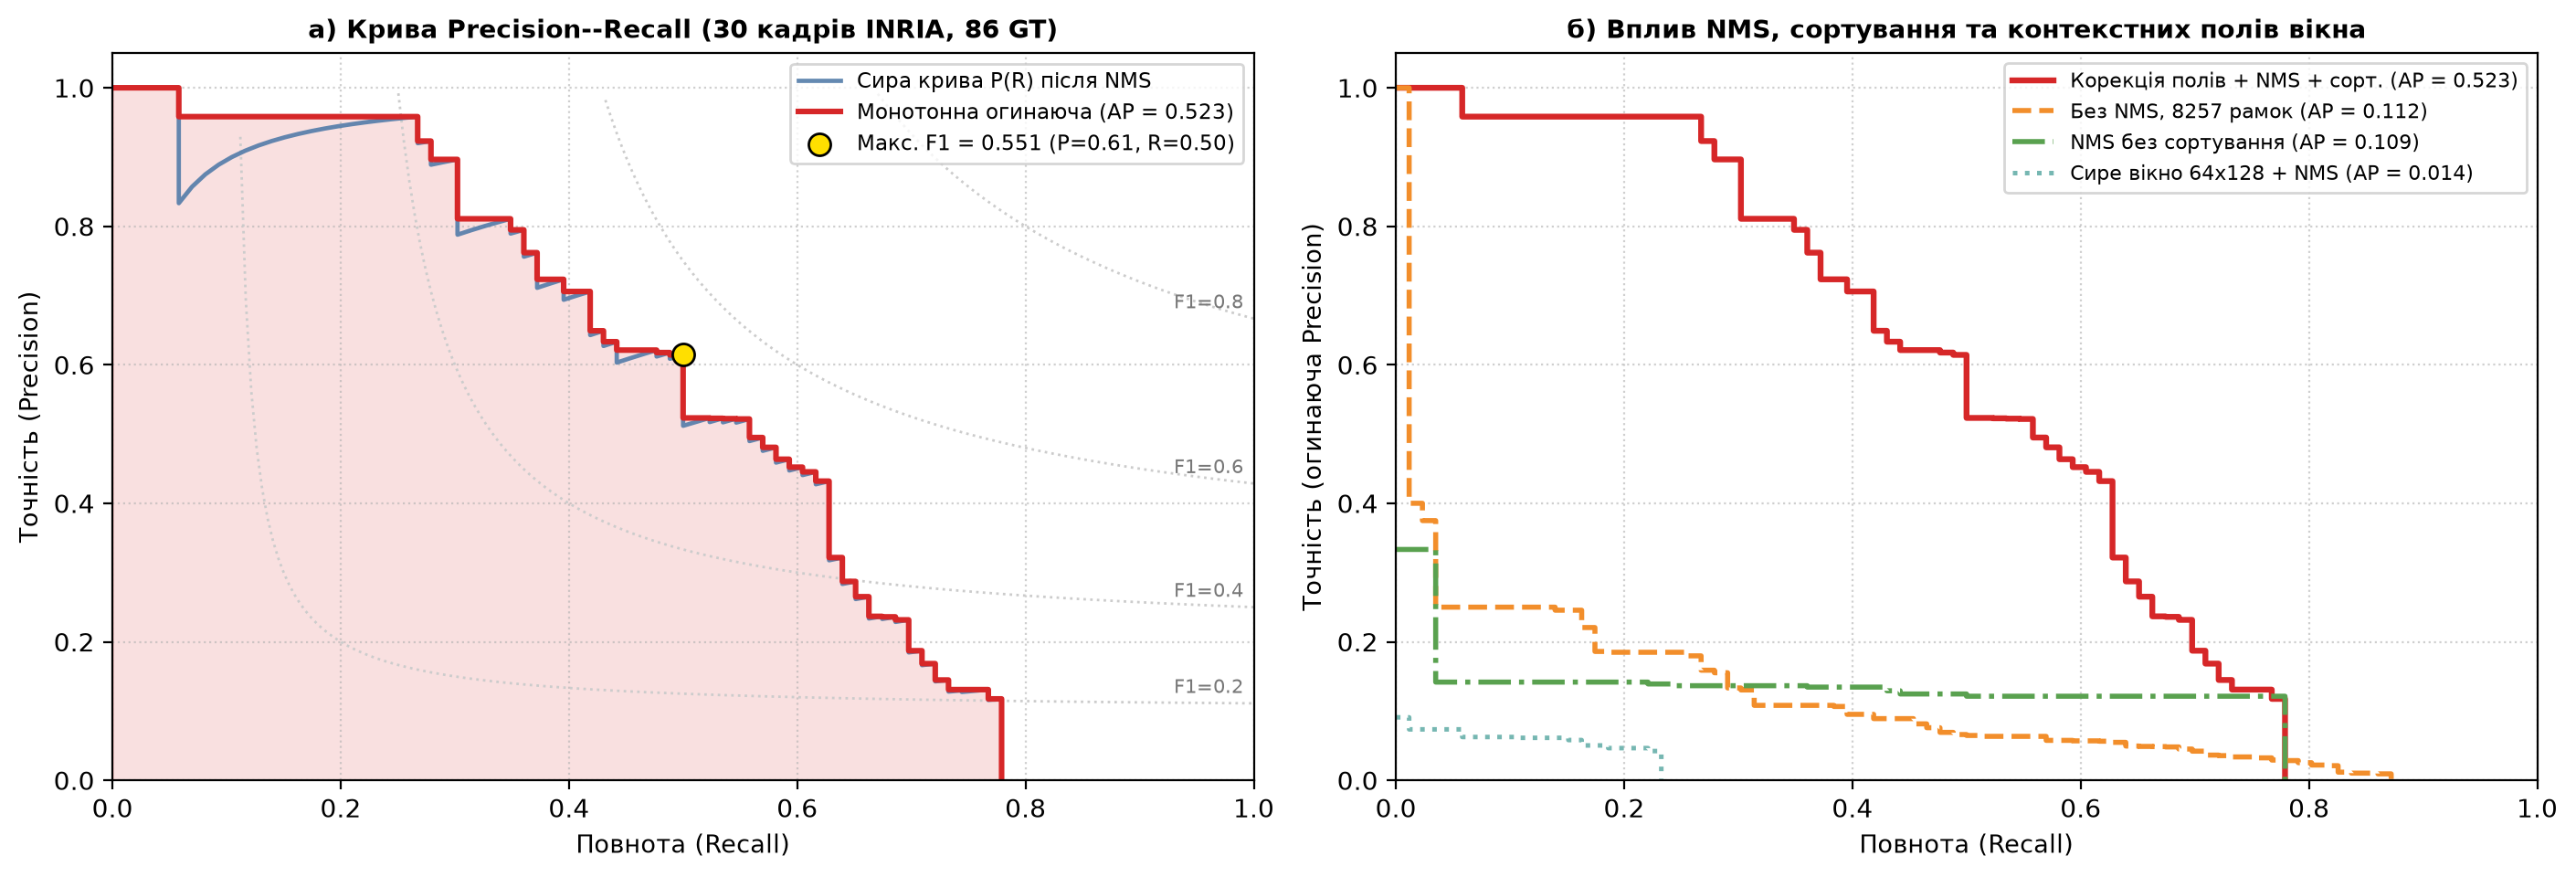 а) Крива Precision--Recall (30 кадрів INRIA, 86 GT)
Сира крива P(R) після NMS
Монотонна огинаюча (AP = 0.523)
Макс. F1 = 0.551 (P=0.61, R=0.50)
F1=0.8
F1=0.6
F1=0.4
F1=0.2
1.0
0.8
0.6
0.4
0.2
0.0
0.0 0.2 0.4 0.6 0.8 1.0
Точність (Precision)
Повнота (Recall)
б) Вплив NMS, сортування та контекстних полів вікна
Корекція полів + NMS + сорт. (AP = 0.523)
Без NMS, 8257 рамок (AP = 0.112)
NMS без сортування (AP = 0.109)
Сире вікно 64x128 + NMS (AP = 0.014)
1.0
0.8
0.6
0.4
0.2
0.0
0.0 0.2 0.4 0.6 0.8 1.0
Точність (огинаюча Precision)
Повнота (Recall)